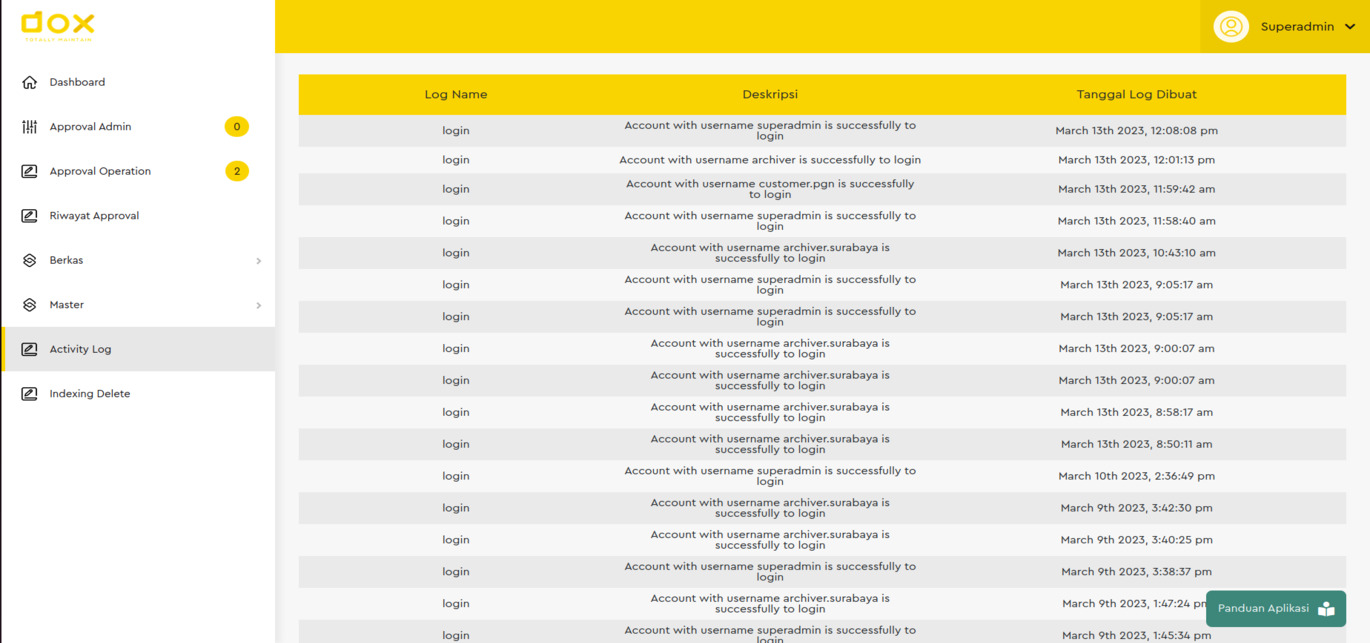 dox
TOTALLY MAINTAIN
Superadmin
Dashboard
Approval Admin
0
Approval Operation
2
Riwayat Approval
Berkas
Master
Activity Log
Indexing Delete
Log Name Deskripsi Tanggal Log Dibuat
login Account with username superadmin is successfully to March 13th 2023, 12:08:08 pm
login
login Account with username archiver is successfully to login March 13th 2023, 12:01:13 pm
login Account with username customer.pgn is successfully March 13th 2023, 11:59:42 am
to login
login Account with username superadmin is successfully to March 13th 2023, 11:58:40 am
login
login Account with username archiver.surabaya is March 13th 2023, 10:43:10 am
successfully to login
login Account with username superadmin is successfully to March 13th 2023, 9:05:17 am
login
login Account with username superadmin is successfully to March 13th 2023, 9:05:17 am
login
login Account with username archiver.surabaya is March 13th 2023, 9:00:07 am
successfully to login
login Account with username archiver.surabaya is March 13th 2023, 9:00:07 am
successfully to login
login Account with username archiver.surabaya is March 13th 2023, 8:58:17 am
successfully to login
login Account with username archiver.surabaya is March 13th 2023, 8:50:11 am
successfully to login
login Account with username superadmin is successfully to March 10th 2023, 2:36:49 pm
login
login Account with username archiver.surabaya is March 9th 2023, 3:42:30 pm
successfully to login
login Account with username archiver.surabaya is March 9th 2023, 3:40:25 pm
successfully to login
login Account with username superadmin is successfully to March 9th 2023, 3:38:37 pm
login
login Account with username archiver.surabaya is March 9th 2023, 1:47:24 pm
successfully to login
login Account with username superadmin is successfully to March 9th 2023, 1:45:34 pm
login
Panduan Aplikasi